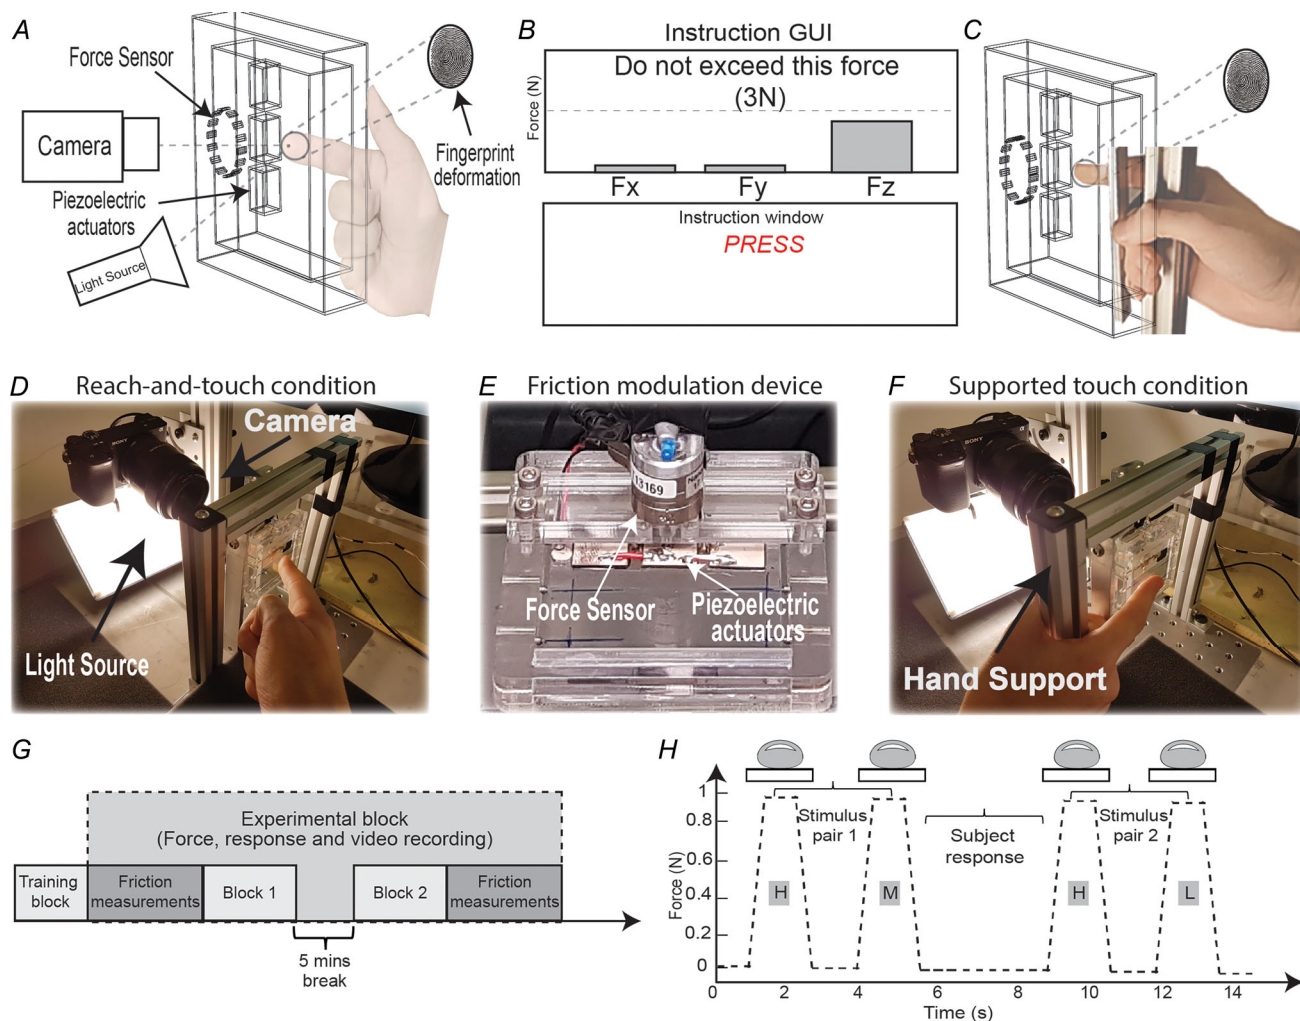 A
Force Sensor
Camera
Piezoelectric
actuators
Light Source
Fingerprint
deformation
B
Instruction GUI
Do not exceed this force
(3N)
Force (N)
Fx
Fy
Fz
Instruction window
PRESS
C
D
Reach-and-touch condition
Camera
SONY
Light Source
E
Friction modulation device
13169
Force Sensor
Piezoelectric
actuators
F
Supported touch condition
SONY
Hand Support
G
Experimental block
(Force, response and video recording)
Training
block
Friction
measurements
Block 1
Block 2
Friction
measurements
5 mins
break
H
Force (N)
1
0.8
0.6
0.4
0.2
0
Stimulus
pair 1
Subject
response
Stimulus
pair 2
H
M
H
L
0
2
4
6
8
10
12
14
Time (s)